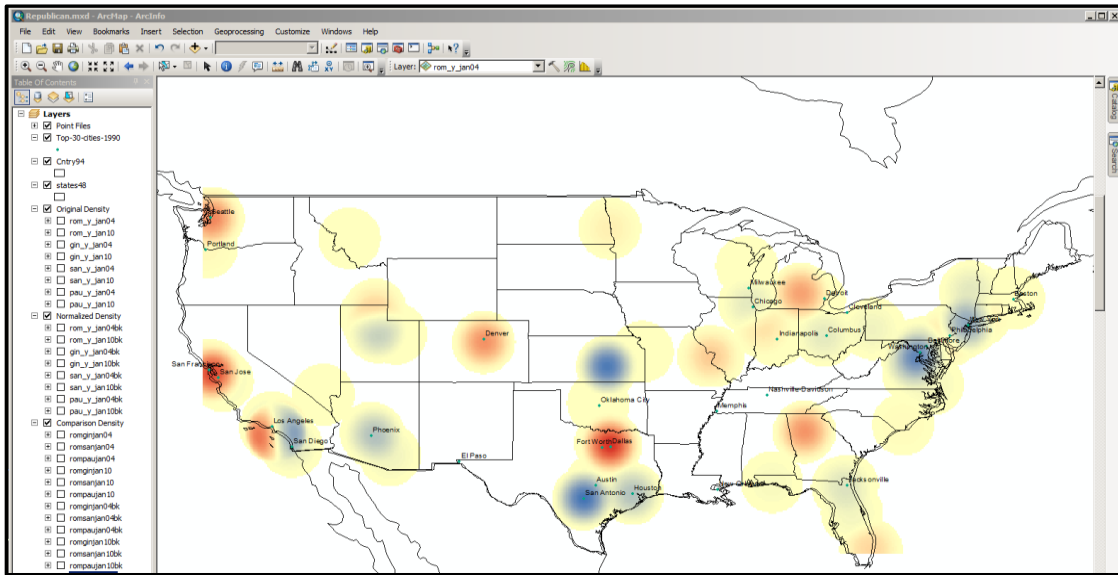 Republican.mxd - ArcMap - ArcInfo
File Edit View Bookmarks Insert Selection Geoprocessing Customize Windows Help
Layer: rom_y_jan04
Table Of Contents
Layers
Point Files
Top-30-cities-1990
Cntry94
states48
Original Density
rom_y_jan04
rom_y_jan10
gin_y_jan04
gin_y_jan10
san_y_jan04
san_y_jan10
pau_y_jan04
pau_y_jan10
Normalized Density
rom_y_jan04bk
rom_y_jan10bk
gin_y_jan04bk
gin_y_jan10bk
san_y_jan04bk
san_y_jan10bk
pau_y_jan04bk
pau_y_jan10bk
Comparison Density
romginjan04
romsanjan04
rompaujan04
romginjan10
romsanjan10
rompaujan10
romginjan04bk
romsanjan04bk
rompaujan04bk
romginjan10bk
romsanjan10bk
rompaujan10bk
Seattle
Portland
San Francisco
San Jose
Los Angeles
San Diego
Phoenix
El Paso
Denver
Oklahoma City
Fort Worth
Dallas
Austin
San Antonio
Houston
Milwaukee
Chicago
Detroit
Cleveland
Indianapolis
Columbus
Nashville-Davidson
Memphis
Jacksonville
Boston
Philadelphia
Washington
Catalog
Search